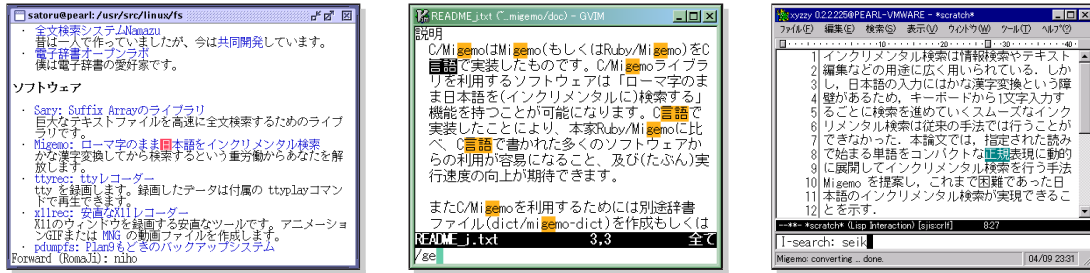 satoru@pearl:/usr/src/linux/fs
・ 全文検索システムNamazu
昔は一人で作っていましたが、今は共同開発しています。
・ 電子辞書オープンラボ
僕は電子辞書の愛好家です。
ソフトウェア
・ Sary: Suffix Arrayのライブラリ
巨大なテキストファイルを高速に全文検索するためのライブ
ラリです。
・ Migemo: ローマ字のまま日本語をインクリメンタル検索
かな漢字変換してから検索するという重労働からあなたを解
放します。
・ ttyrec: ttyレコーダー
tty を録画します。録画したデータは付属の ttyplayコマン
ドで再生できます。
・ x11rec: 安直なX11レコーダー
X11のウィンドウを録画する安直なツールです。アニメーショ
ンGIFまたは MNG の動画ファイルを作成します。
・ pdumpfs: Plan9もどきのバックアップシステム
Forward (RomaJi): niho
README_j.txt (~_migemo/doc) - GVIM
説明
C/MigemoはMigemo(もしくはRuby/Migemo)をC
言語で実装したものです。C/Migemoライブラ
リを利用するソフトウェアは「ローマ字のま
ま日本語を(インクリメンタルに)検索する」
機能を持つことが可能になります。C言語で
実装したことにより、本家Ruby/Migemoに比
べ、C言語で書かれた多くのソフトウェアか
らの利用が容易になること、及び(たぶん)実
行速度の向上が期待できます。
またC/Migemoを利用するためには別途辞書
ファイル(dict/migemo-dict)を作成もしくは
README_j.txt 3,3 全て
/ge
xyzzy 0.2.2.225@PEARL-VMWARE - *scratch*
ファイル(F) 編集(E) 検索(S) 表示(V) ウィンドウ(W) ツール(T) ヘルプ(?)
10 20 30 40
1 インクリメンタル検索は情報検索やテキスト
2 編集などの用途に広く用いられている．しか
3 し，日本語の入力にはかな漢字変換という障
4 壁があるため，キーボードから1文字入力す
5 るごとに検索を進めていくスムーズなインク
6 リメンタル検索は従来の手法では行うことが
7 できなかった．本論文では，指定された読み
8 で始まる単語をコンパクトな正規表現に動的
9 に展開してインクリメンタル検索を行う手法
10 Migemo を提案し，これまで困難であった日
11 本語のインクリメンタル検索が実現できるこ
12 とを示す．
--**- *scratch* (Lisp Interaction) [sjis:crlf] 8:27
I-search: seik
Migemo: converting .. done. 04/09 23:31